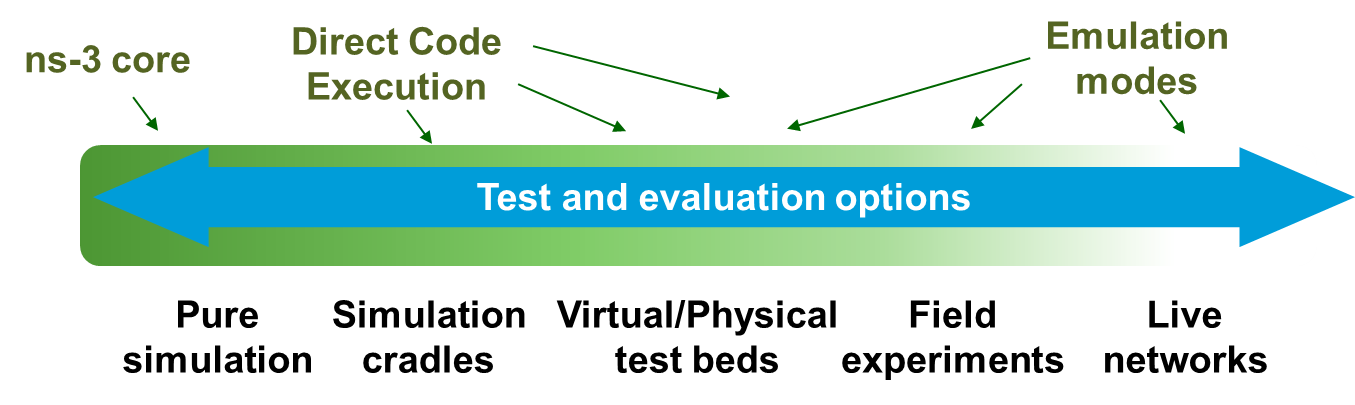 ns-3 core
Direct Code
Execution
Emulation
modes
Test and evaluation options
Pure
simulation
Simulation
cradles
Virtual/Physical
test beds
Field
experiments
Live
networks